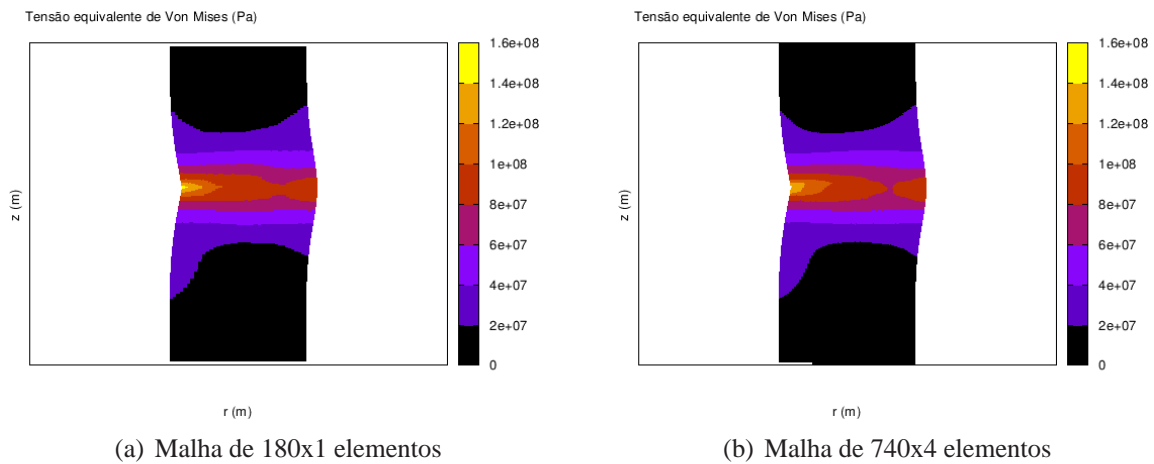 Tensão equivalente de Von Mises (Pa)
1.6e+08
1.4e+08
1.2e+08
1e+08
8e+07
6e+07
4e+07
2e+07
0
z (m)
r (m)
(a) Malha de 180x1 elementos
Tensão equivalente de Von Mises (Pa)
1.6e+08
1.4e+08
1.2e+08
1e+08
8e+07
6e+07
4e+07
2e+07
0
z (m)
r (m)
(b) Malha de 740x4 elementos